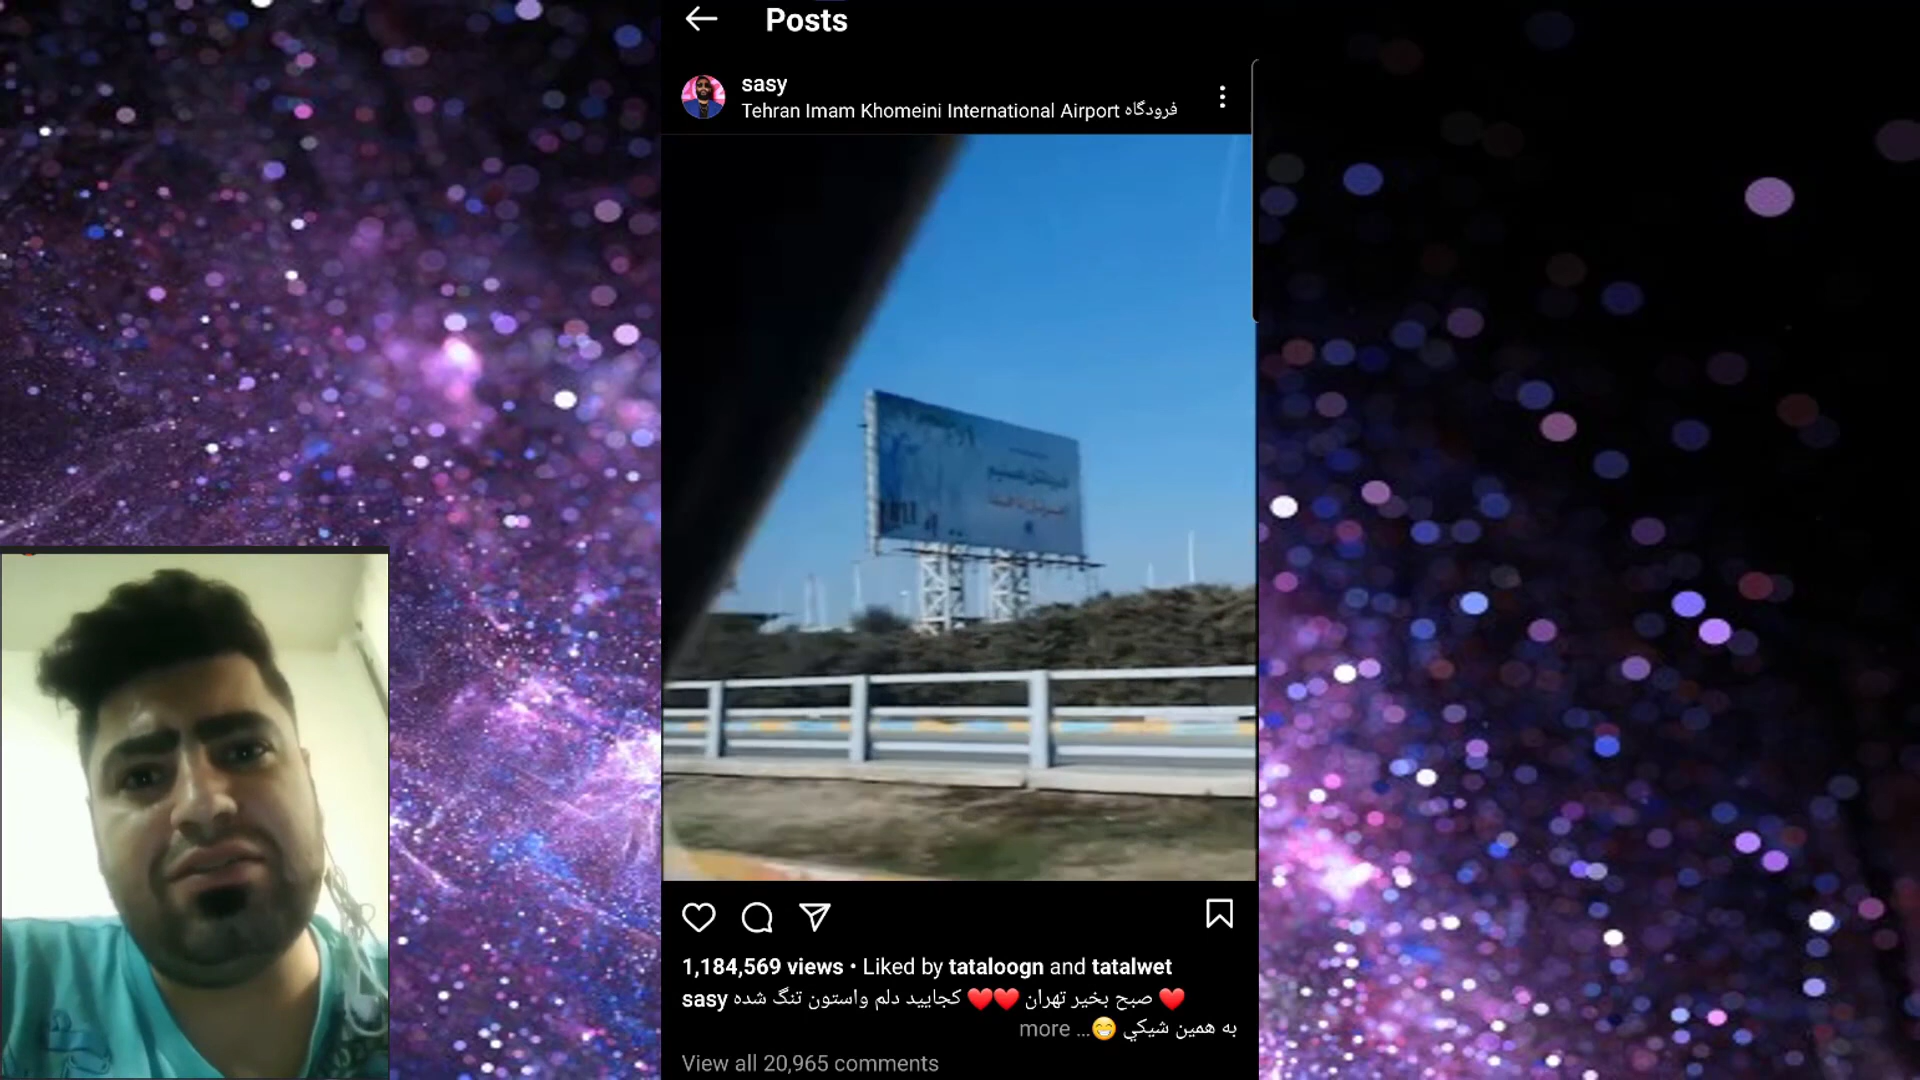 Posts
sasy
Tehran Imam Khomeini International Airport فرودگاه
1,184,569 views • Liked by tataloogn and tatalwet
sasy صبح بخیر تهران ❤️❤️ کجایید دلم واستون تنگ شده ❤️
به همین شیکي 😁... more
View all 20,965 comments